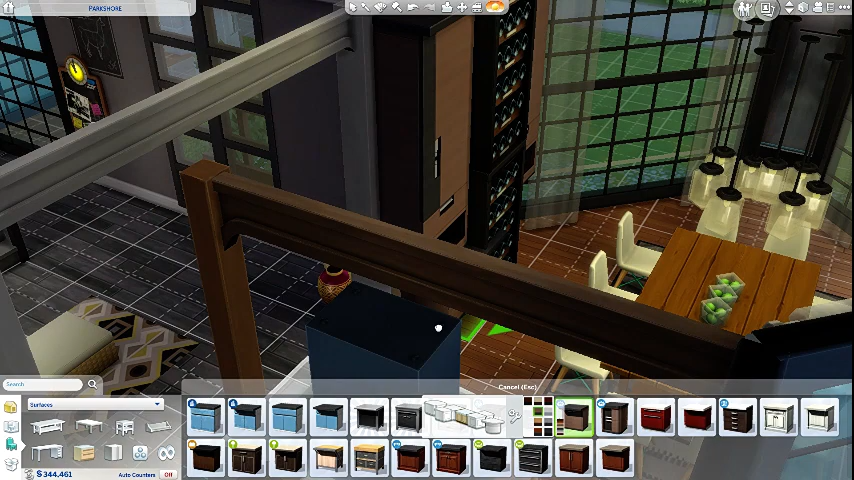 PARKSHORE
Cancel (Esc)
Search
Surfaces
$344,461
Auto Counters
Off